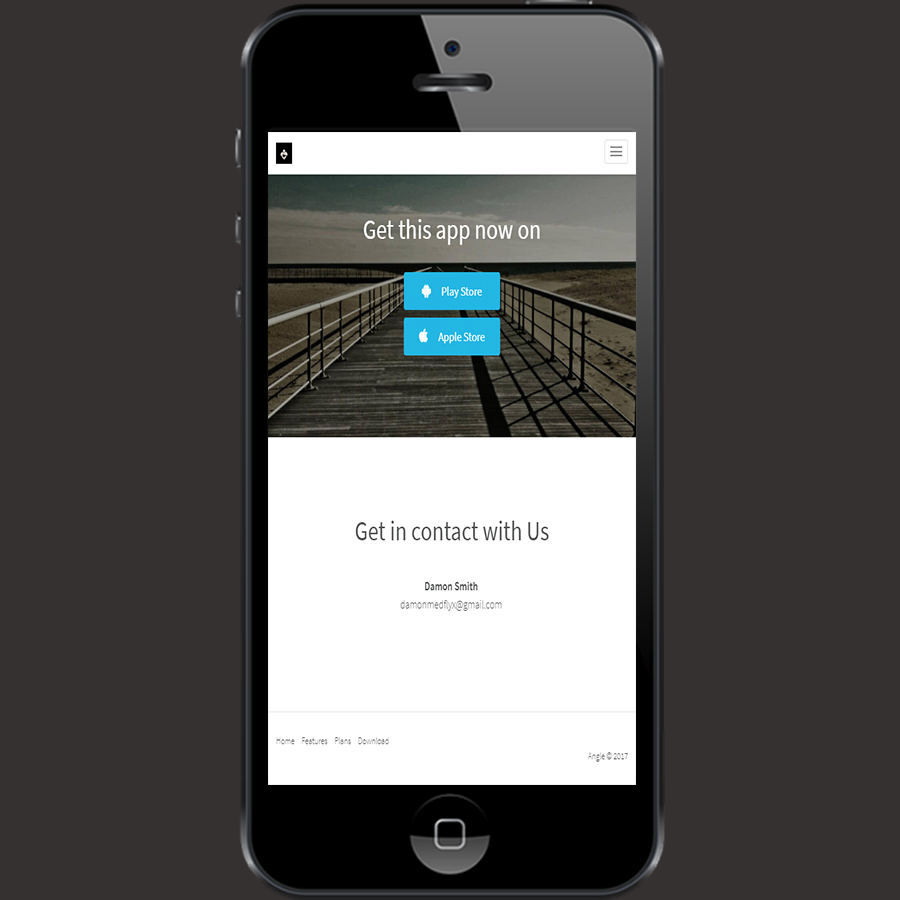 Get this app now on
Play Store
Apple Store
Get in contact with Us
Damon Smith
damonmedflyx@gmail.com
Home Features Plans Download
Angle © 2017